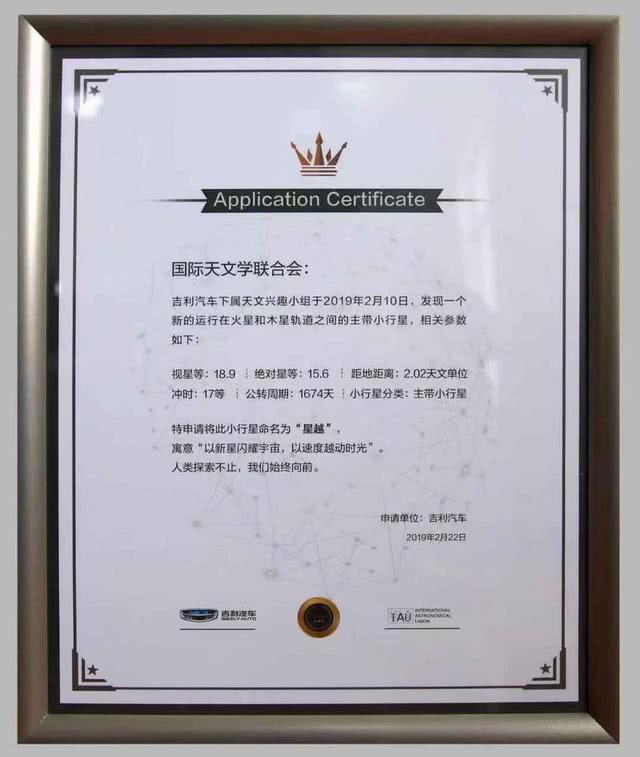 Application Certificate
国际天文学联合会：
吉利汽车下属天文兴趣小组于2019年2月10日，发现一个
新的运行在火星和木星轨道之间的主带小行星，相关参数
如下：
视星等：18.9 ┆ 绝对星等：15.6 ┆ 距地距离：2.02天文单位
冲时：17等 ┆ 公转周期：1674天 ┆ 小行星分类：主带小行星
特申请将此小行星命名为“星越”，
寓意“以新星闪耀宇宙，以速度越动时光”。
人类探索不止，我们始终向前。
申请单位：吉利汽车
2019年2月22日
吉利汽车
GEELY AUTO
IAU
INTERNATIONAL
ASTRONOMICAL
UNION